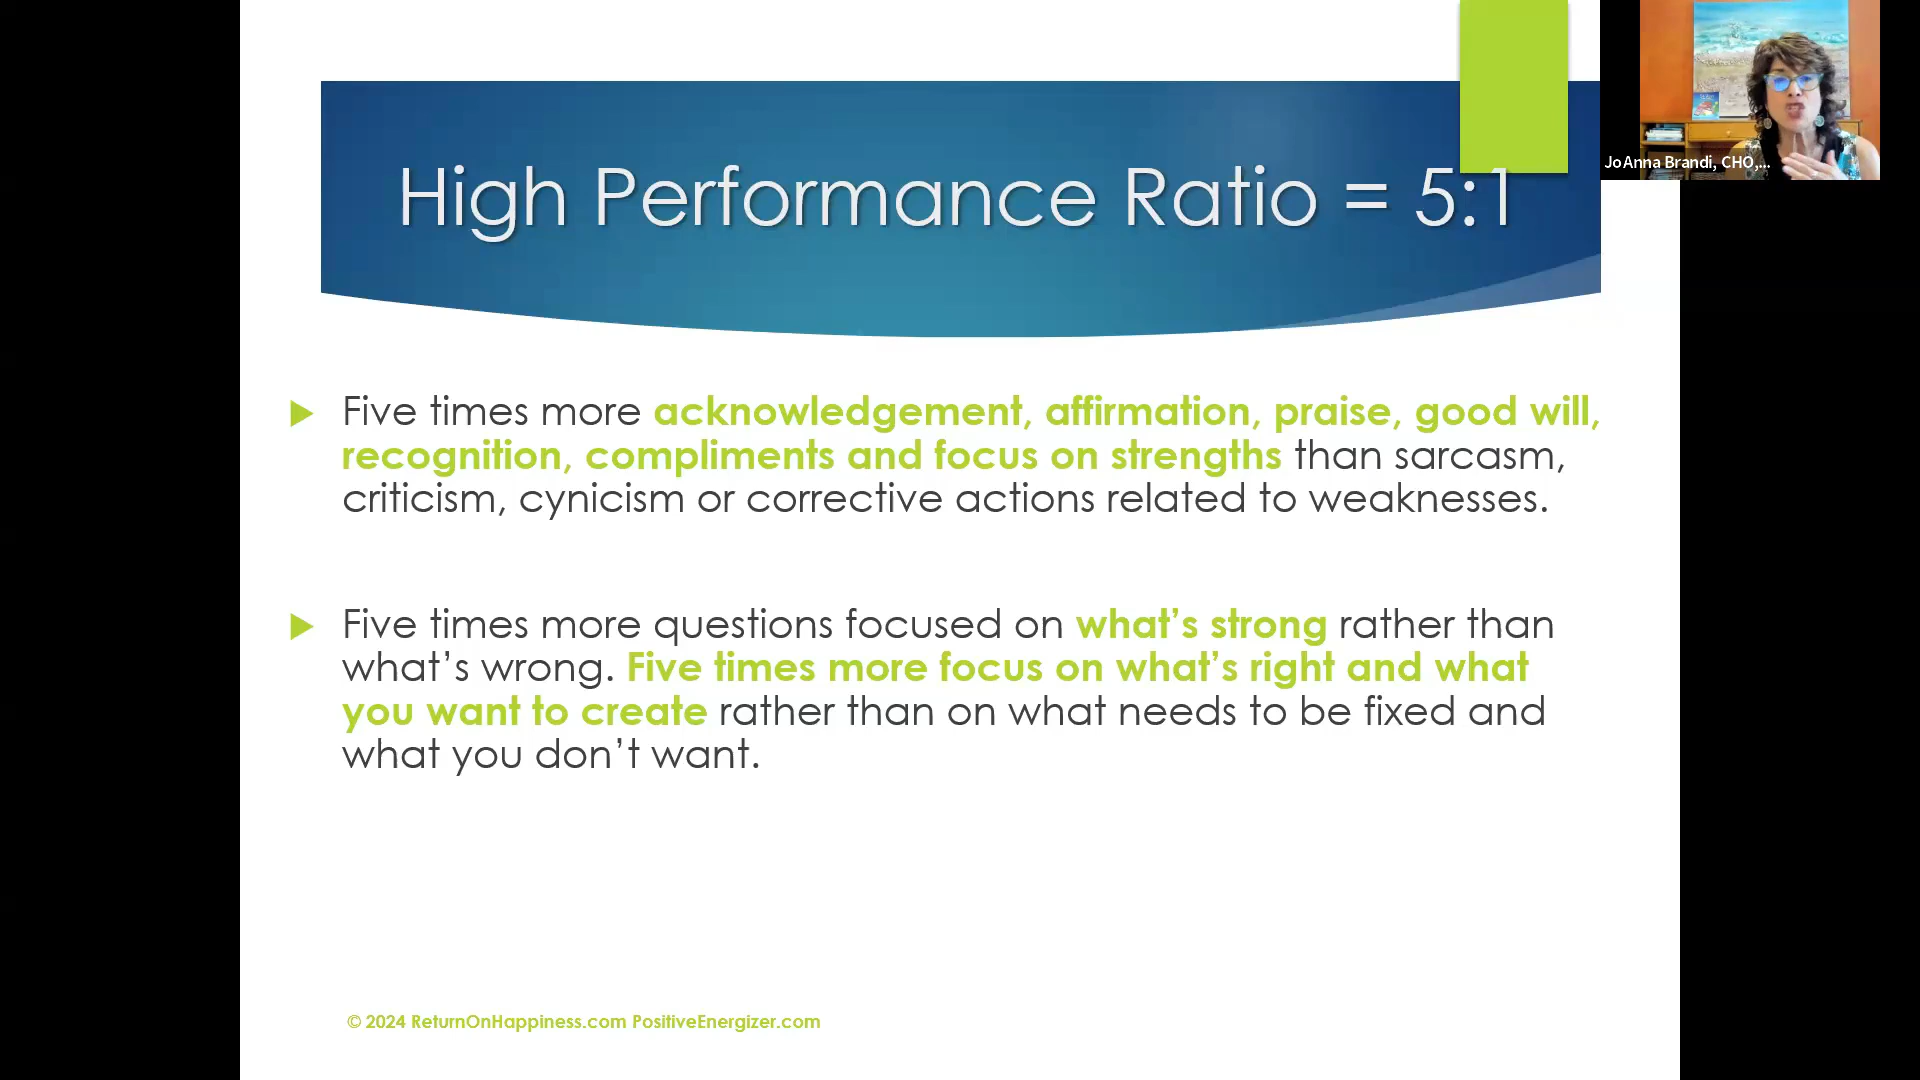 High Performance Ratio = 5:1
JoAnna Brandi, CHO,...
Five times more acknowledgement, affirmation, praise, good will,
recognition, compliments and focus on strengths than sarcasm,
criticism, cynicism or corrective actions related to weaknesses.
Five times more questions focused on what’s strong rather than
what’s wrong. Five times more focus on what’s right and what
you want to create rather than on what needs to be fixed and
what you don’t want.
© 2024 ReturnOnHappiness.com PositiveEnergizer.com